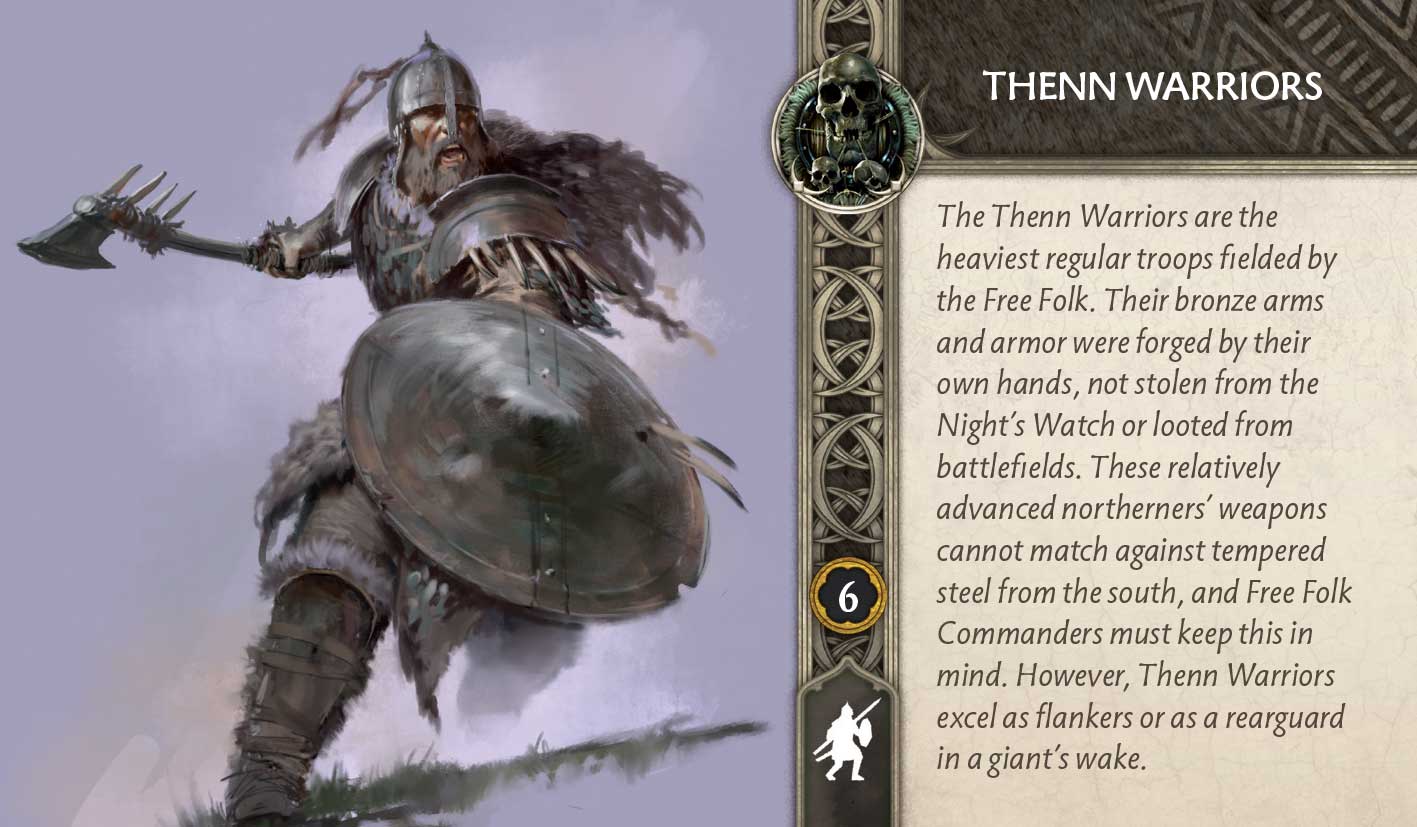 THENN WARRIORS
The Thenn Warriors are the
heaviest regular troops fielded by
the Free Folk. Their bronze arms
and armor were forged by their
own hands, not stolen from the
Night's Watch or looted from
battlefields. These relatively
advanced northerners' weapons
cannot match against tempered
steel from the south, and Free Folk
Commanders must keep this in
mind. However, Thenn Warriors
excel as flankers or as a rearguard
in a giant's wake.
6